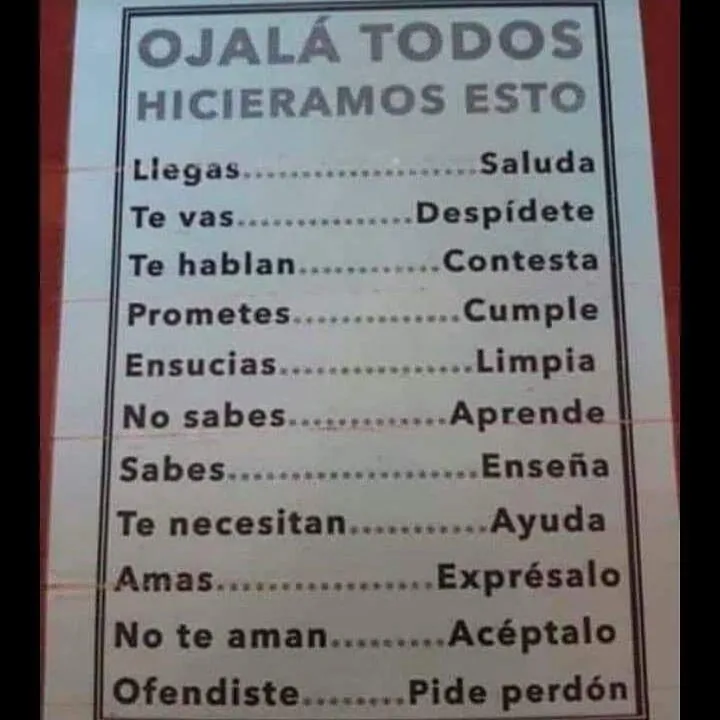 OJALÁ TODOS
HICIERAMOS ESTO
Llegas....................Saluda
Te vas...............Despídete
Te hablan............Contesta
Prometes..............Cumple
Ensucias................Limpia
No sabes.............Aprende
Sabes.....................Enseña
Te necesitan............Ayuda
Amas..................Exprésalo
No te aman..........Acéptalo
Ofendiste.........Pide perdón